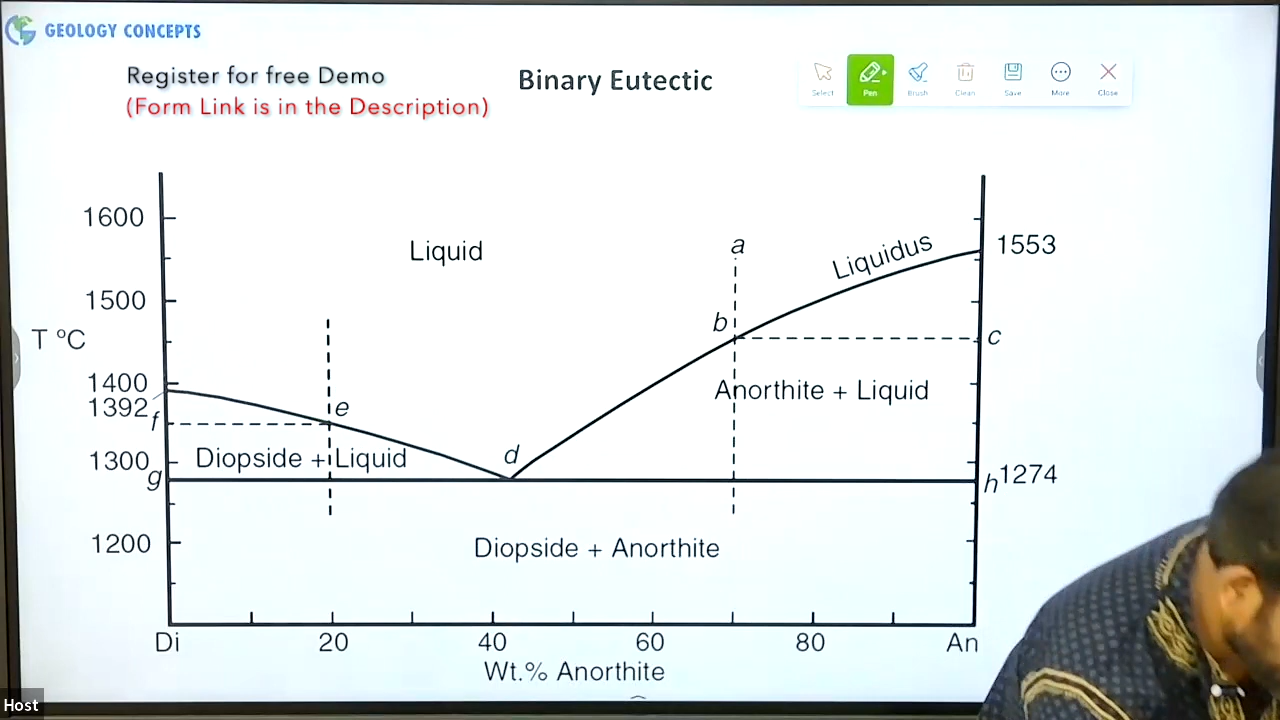 GEOLOGY CONCEPTS
Register for free Demo
(Form Link is in the Description)
Binary Eutectic
Select
Pen
Brush
Clean
Save
More
Close
1600
Liquid
a
Liquidus
1553
1500
b
T ºC
c
1400
1392
f
e
Anorthite + Liquid
1300
Diopside + Liquid
d
g
h
1274
1200
Diopside + Anorthite
Di
20
40
60
80
An
Wt.% Anorthite
Host